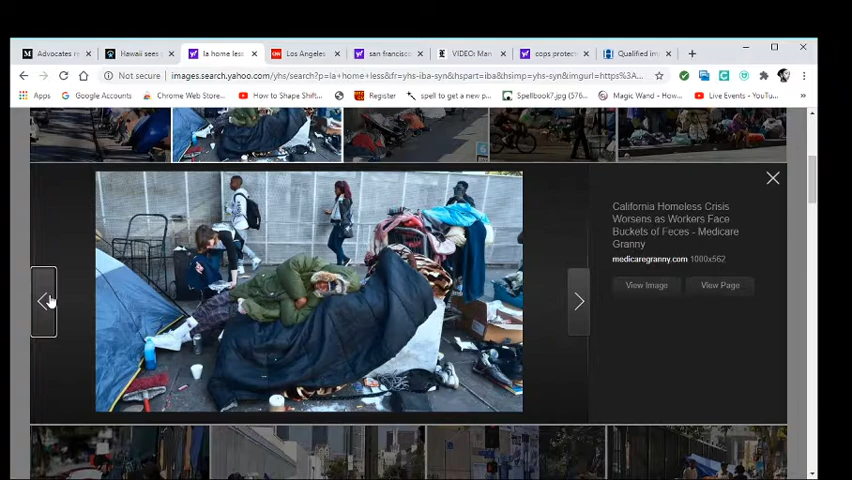 Advocates re
Hawaii sees
la home less
Los Angeles
san francisc
VIDEO: Man
cops protec
Qualified im
Not secure
images.search.yahoo.com/yhs/search?p=la+home+less&fr=yhs-iba-syn&hspart=iba&hsimp=yhs-syn&imgurl=https%3A...
Apps
Google Accounts
Chrome Web Store...
How to Shape Shift...
Register
spell to get a new p...
Spellbook7.jpg (576...
Magic Wand - How...
Live Events - YouTu...
California Homeless Crisis
Worsens as Workers Face
Buckets of Feces - Medicare
Granny
medicaregranny.com 1000x562
View Image
View Page